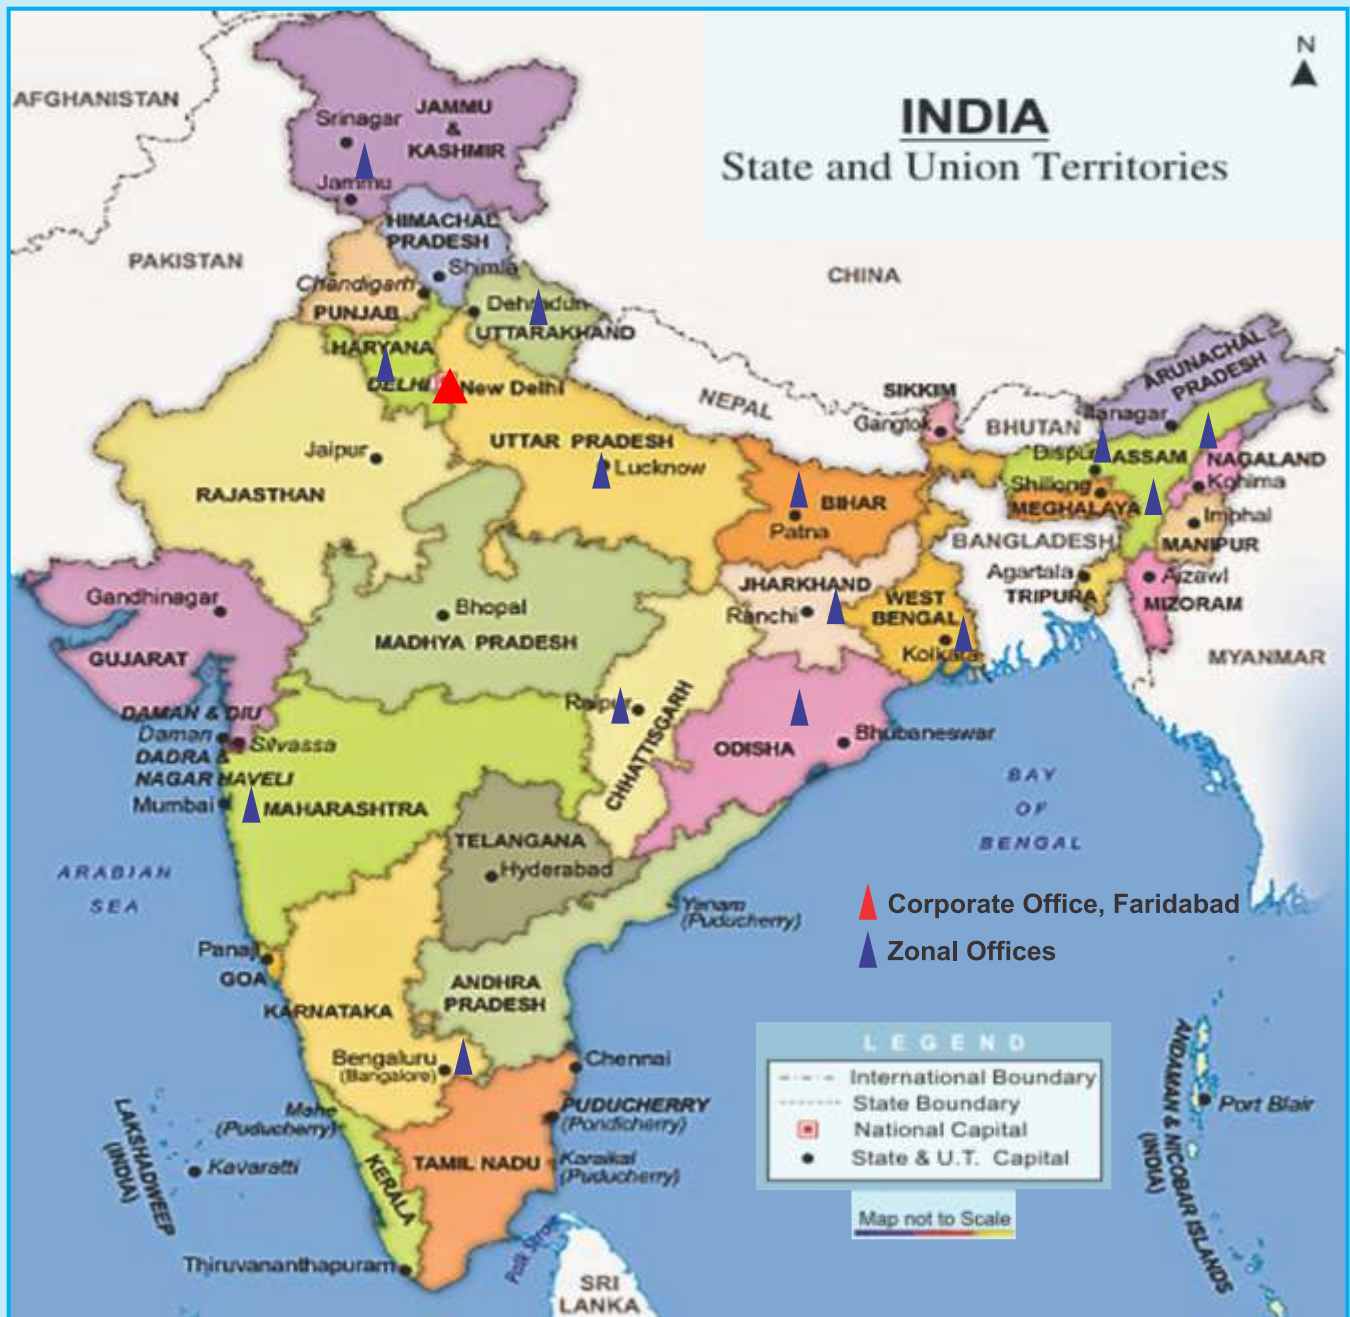 N
INDIA
State and Union Territories
AFGHANISTAN
JAMMU
&
KASHMIR
Srinagar
Jammu
HIMACHAL
PRADESH
PAKISTAN
Shimla
CHINA
Chandigarh
PUNJAB
Dehradun
UTTARAKHAND
HARYANA
DELHI
New Delhi
NEPAL
SIKKIM
Gangtok
BHUTAN
ARUNACHAL
PRADESH
Itanagar
Dispur
ASSAM
NAGALAND
Shillong
Kohima
MEGHALAYA
Imphal
MANIPUR
BANGLADESH
Jaipur
RAJASTHAN
UTTAR PRADESH
Lucknow
BIHAR
Patna
Agartala
TRIPURA
Aizawl
MIZORAM
MYANMAR
Gandhinagar
GUJARAT
Bhopal
MADHYA PRADESH
JHARKHAND
Ranchi
WEST
BENGAL
Kolkata
DAMAN & DIU
Daman
Silvassa
DADRA &
NAGAR HAVELI
Mumbai
MAHARASHTRA
Raipur
CHHATTISGARH
ODISHA
Bhubaneswar
BAY
OF
BENGAL
TELANGANA
Hyderabad
ARABIAN
SEA
Yanam
(Puducherry)
Corporate Office, Faridabad
Zonal Offices
Panaji
GOA
KARNATAKA
ANDHRA
PRADESH
Bengaluru
(Bangalore)
Chennai
LEGEND
International Boundary
State Boundary
National Capital
State & U.T. Capital
Map not to Scale
Mahe
(Puducherry)
PUDUCHERRY
(Pondicherry)
LAKSHADWEEP
(INDIA)
Kavaratti
KERALA
TAMIL NADU
Karaikal
(Puducherry)
Thiruvananthapuram
Palk Strait
SRI
LANKA
ANDAMAN & NICOBAR ISLANDS
(INDIA)
Port Blair